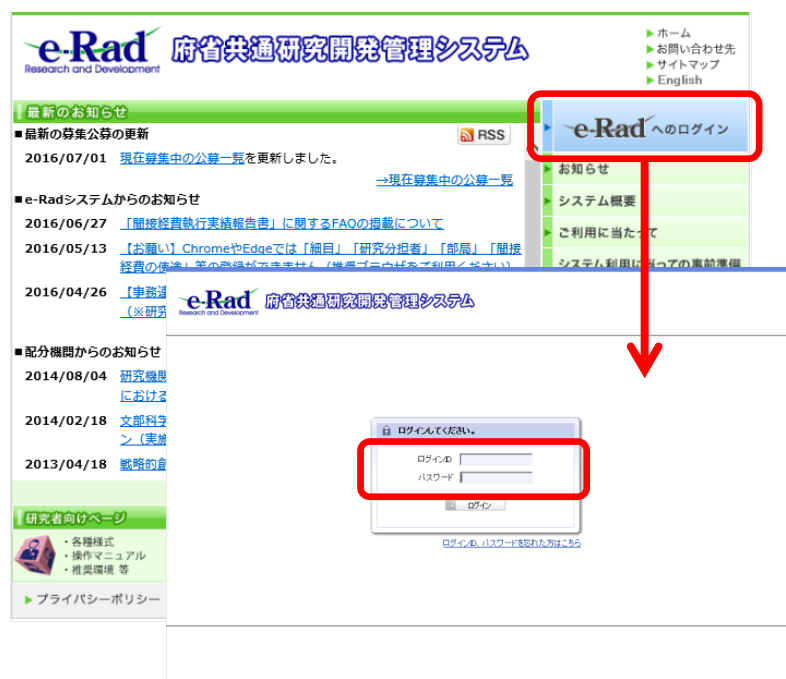 e-Rad
Research and Development
府省共通研究開発管理システム
ホーム
お問い合わせ先
サイトマップ
English
最新のお知らせ
■最新の募集公募の更新
RSS
2016/07/01 現在募集中の公募一覧を更新しました。
→現在募集中の公募一覧
■e-Radシステムからのお知らせ
2016/06/27 「間接経費執行実績報告書」に関するFAQの掲載について
2016/05/13 【お願い】ChromeやEdgeでは「細目」「研究分担者」「部局」「間接
経費の使途」等の登録ができません（推奨ブラウザをご利用ください）
2016/04/26 【事務連
（※研究
■配分機関からのお知らせ
2014/08/04 研究機関
における
2014/02/18 文部科学
ン（実施
2013/04/18 戦略的創
研究者向けページ
・各種様式
・操作マニュアル
・推奨環境 等
プライバシーポリシー
e-Radへのログイン
お知らせ
システム概要
ご利用に当たって
システム利用に当っての事前準備
e-Rad
Research and Development
府省共通研究開発管理システム
ログインしてください。
ログインID
パスワード
ログイン
ログインID、パスワードを忘れた方はこちら